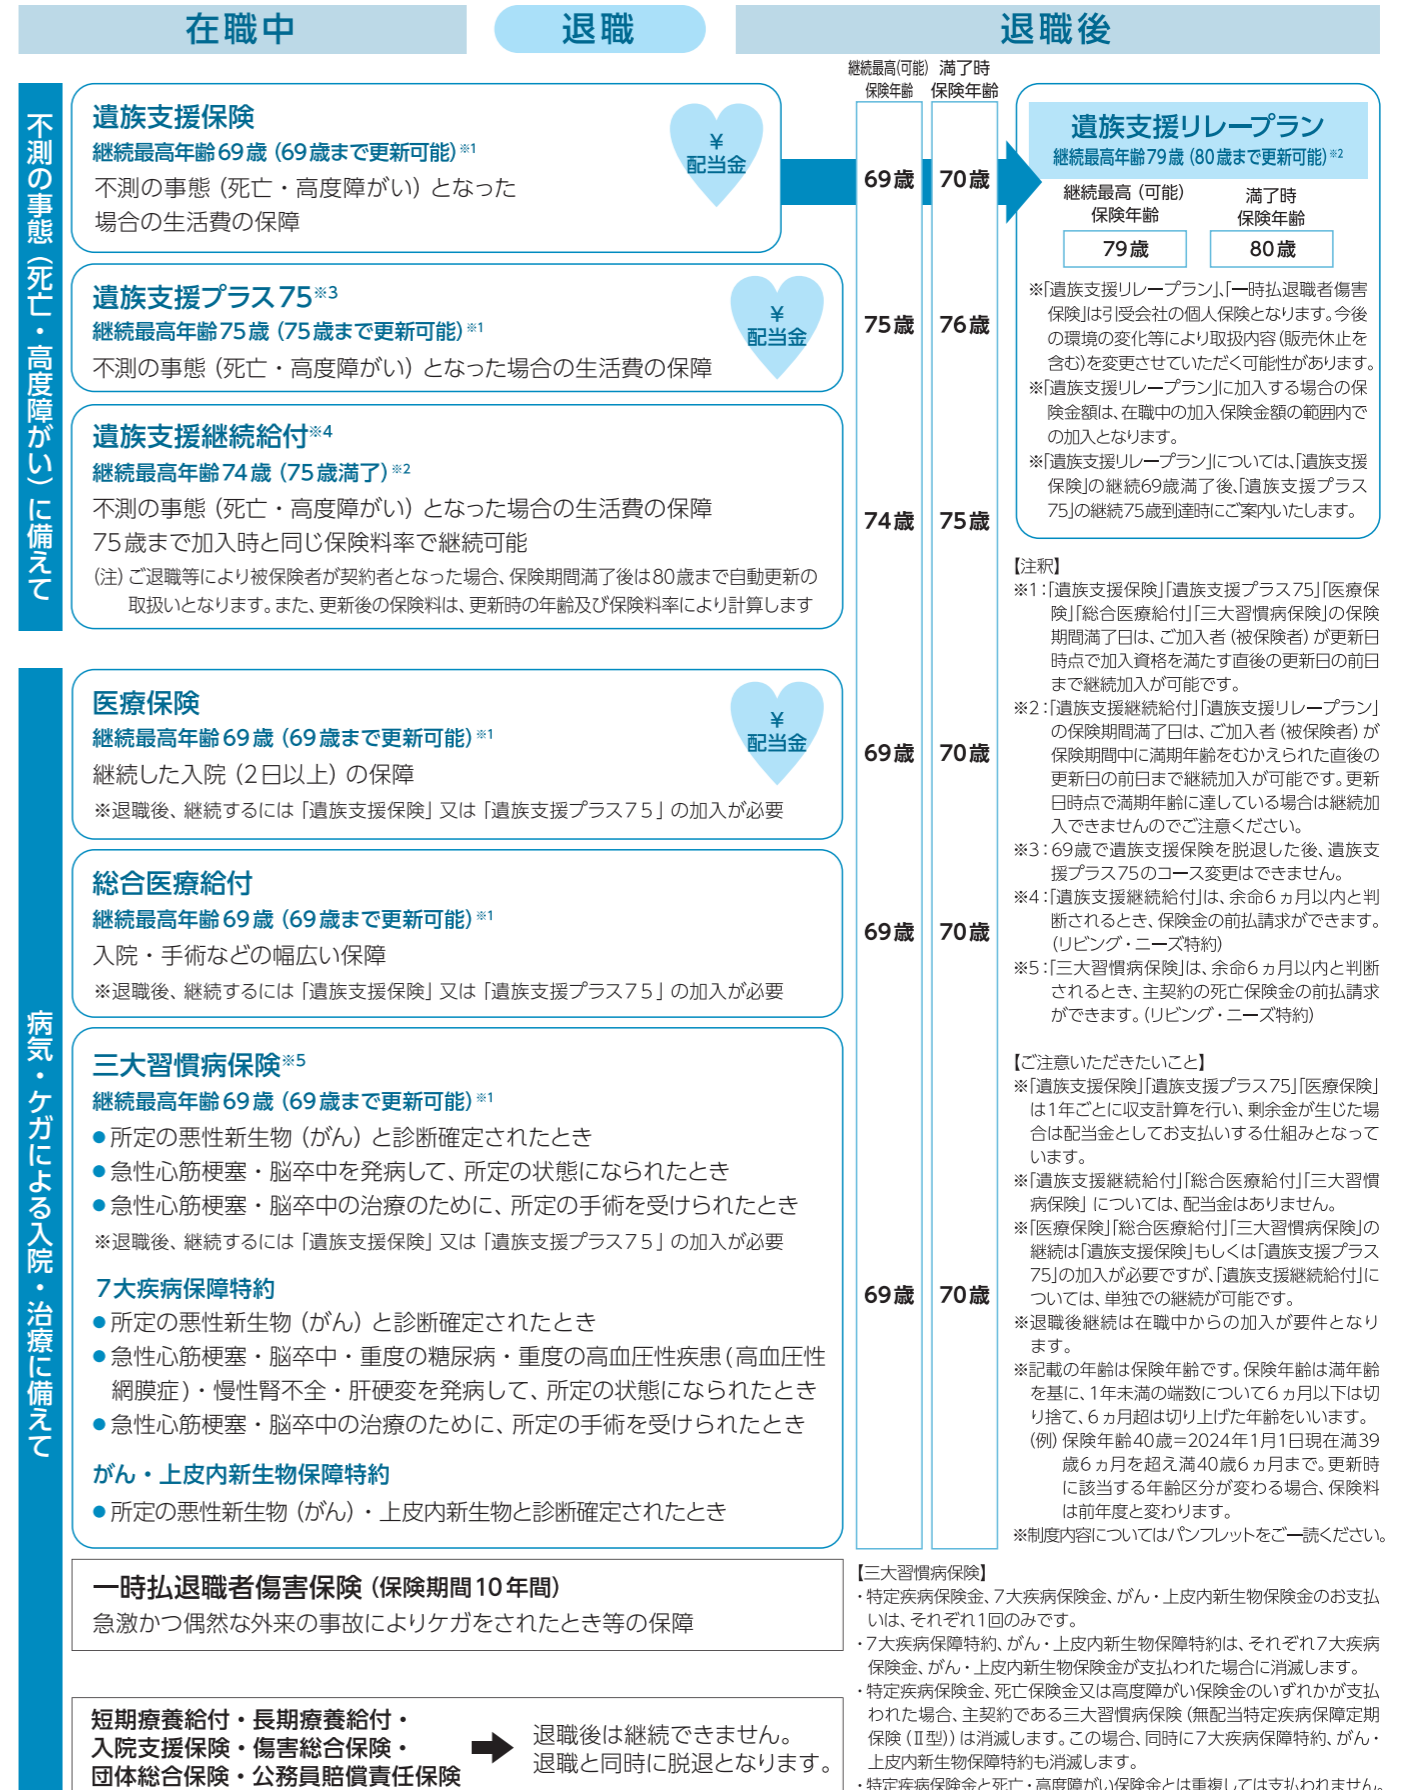 在職中
退職
退職後
不測の事態（死亡・高度障がい）に備えて
遺族支援保険
継続最高年齢69歳（69歳まで更新可能）※1
不測の事態（死亡・高度障がい）となった
場合の生活費の保障
¥
配当金
遺族支援プラス75※3
継続最高年齢75歳（75歳まで更新可能）※1
不測の事態（死亡・高度障がい）となった場合の生活費の保障
¥
配当金
遺族支援継続給付※4
継続最高年齢74歳（75歳満了）※2
不測の事態（死亡・高度障がい）となった場合の生活費の保障
75歳まで加入時と同じ保険料率で継続可能
（注）ご退職等により被保険者が契約者となった場合、保険期間満了後は80歳まで自動更新の
取扱いとなります。また、更新後の保険料は、更新時の年齢及び保険料率により計算します
病気・ケガによる入院・治療に備えて
医療保険
継続最高年齢69歳（69歳まで更新可能）※1
継続した入院（2日以上）の保障
※退職後、継続するには「遺族支援保険」又は「遺族支援プラス75」の加入が必要
¥
配当金
総合医療給付
継続最高年齢69歳（69歳まで更新可能）※1
入院・手術などの幅広い保障
※退職後、継続するには「遺族支援保険」又は「遺族支援プラス75」の加入が必要
三大習慣病保険※5
継続最高年齢69歳（69歳まで更新可能）※1
●所定の悪性新生物（がん）と診断確定されたとき
●急性心筋梗塞・脳卒中を発病して、所定の状態になられたとき
●急性心筋梗塞・脳卒中の治療のために、所定の手術を受けられたとき
※退職後、継続するには「遺族支援保険」又は「遺族支援プラス75」の加入が必要
7大疾病保障特約
●所定の悪性新生物（がん）と診断確定されたとき
●急性心筋梗塞・脳卒中・重度の糖尿病・重度の高血圧性疾患(高血圧性
網膜症)・慢性腎不全・肝硬変を発病して、所定の状態になられたとき
●急性心筋梗塞・脳卒中の治療のために、所定の手術を受けられたとき
がん・上皮内新生物保障特約
●所定の悪性新生物（がん）・上皮内新生物と診断確定されたとき
一時払退職者傷害保険（保険期間10年間）
急激かつ偶然な外来の事故によりケガをされたとき等の保障
短期療養給付・長期療養給付・
入院支援保険・傷害総合保険・
団体総合保険・公務員賠償責任保険
退職後は継続できません。
退職と同時に脱退となります。
継続最高(可能)
保険年齢
満了時
保険年齢
69歳 70歳
75歳 76歳
74歳 75歳
69歳 70歳
69歳 70歳
69歳 70歳
遺族支援リレープラン
継続最高年齢79歳（80歳まで更新可能）※2
継続最高（可能）
保険年齢
満了時
保険年齢
79歳 80歳
※「遺族支援リレープラン」、「一時払退職者傷害
保険」は引受会社の個人保険となります。今後
の環境の変化等により取扱内容（販売休止を
含む）を変更させていただく可能性があります。
※「遺族支援リレープラン」に加入する場合の保
険金額は、在職中の加入保険金額の範囲内で
の加入となります。
※「遺族支援リレープラン」については、「遺族支援
保険」の継続69歳満了後、「遺族支援プラス
75」の継続75歳到達時にご案内いたします。
【注釈】
※1：「遺族支援保険」「遺族支援プラス75」「医療保
険」「総合医療給付」「三大習慣病保険」の保険
期間満了日は、ご加入者（被保険者）が更新日
時点で加入資格を満たす直後の更新日の前日
まで継続加入が可能です。
※2：「遺族支援継続給付」「遺族支援リレープラン」
の保険期間満了日は、ご加入者（被保険者）が
保険期間中に満期年齢をむかえられた直後の
更新日の前日まで継続加入が可能です。更新
日時点で満期年齢に達している場合は継続加
入できませんのでご注意ください。
※3：69歳で遺族支援保険を脱退した後、遺族支
援プラス75のコース変更はできません。
※4：「遺族支援継続給付」は、余命6ヵ月以内と判
断されるとき、保険金の前払請求ができます。
（リビング・ニーズ特約）
※5：「三大習慣病保険」は、余命6ヵ月以内と判断
されるとき、主契約の死亡保険金の前払請求
ができます。（リビング・ニーズ特約）
【ご注意いただきたいこと】
※「遺族支援保険」「遺族支援プラス75」「医療保険」
は1年ごとに収支計算を行い、剰余金が生じた場
合は配当金としてお支払いする仕組みとなって
います。
※「遺族支援継続給付」「総合医療給付」「三大習慣
病保険」については、配当金はありません。
※「医療保険」「総合医療給付」「三大習慣病保険」の
継続は「遺族支援保険」もしくは「遺族支援プラス
75」の加入が必要ですが、「遺族支援継続給付」に
ついては、単独での継続が可能です。
※退職後継続は在職中からの加入が要件となり
ます。
※記載の年齢は保険年齢です。保険年齢は満年齢
を基に、1年未満の端数について6ヵ月以下は切
り捨て、6ヵ月超は切り上げた年齢をいいます。
（例）保険年齢40歳＝2024年1月1日現在満39
歳6ヵ月を超え満40歳6ヵ月まで。更新時
に該当する年齢区分が変わる場合、保険料
は前年度と変わります。
※制度内容についてはパンフレットをご一読ください。
【三大習慣病保険】
・特定疾病保険金、7大疾病保険金、がん・上皮内新生物保険金のお支払
いは、それぞれ1回のみです。
・7大疾病保障特約、がん・上皮内新生物保障特約は、それぞれ7大疾病
保険金、がん・上皮内新生物保険金が支払われた場合に消滅します。
・特定疾病保険金、死亡保険金又は高度障がい保険金のいずれかが支払
われた場合、主契約である三大習慣病保険（無配当特定疾病保障定期
保険（Ⅱ型））は消滅します。この場合、同時に7大疾病保障特約、がん・
上皮内新生物保障特約も消滅します。
・特定疾病保険金と死亡・高度障がい保険金とは重複しては支払われません。